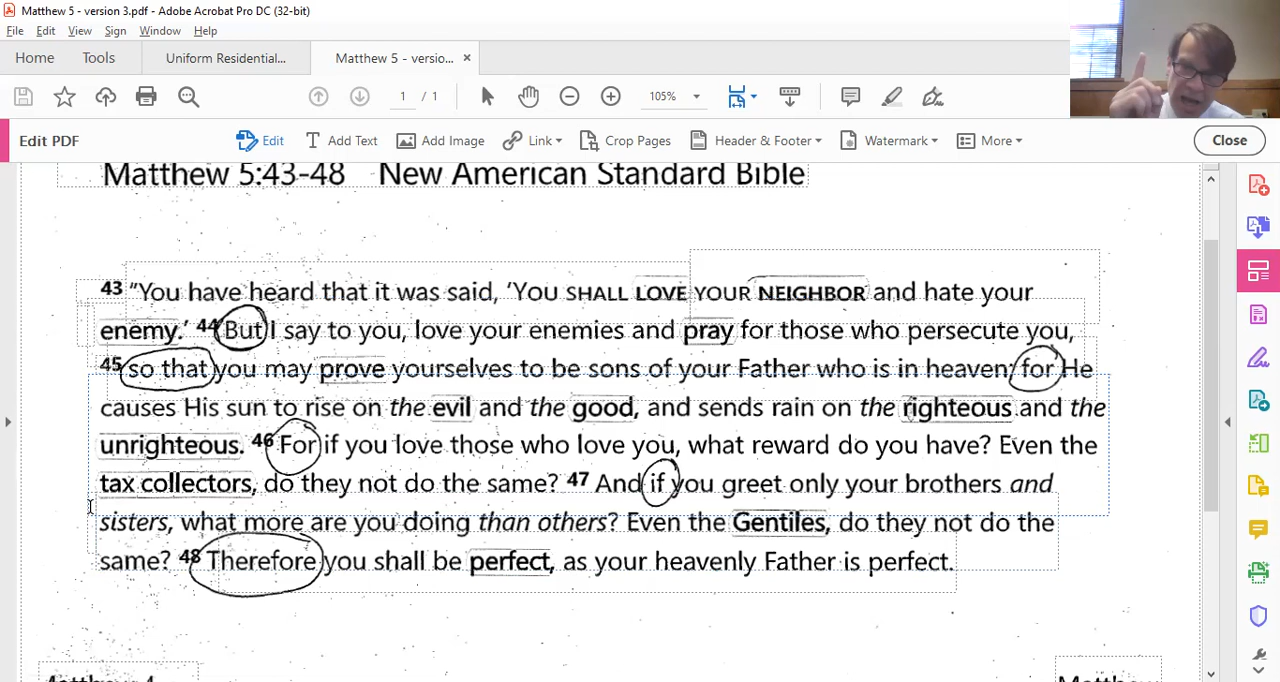 Matthew 5 - version 3.pdf - Adobe Acrobat Pro DC (32-bit)
File Edit View Sign Window Help
Home Tools Uniform Residential... Matthew 5 - versio... ×
1 / 1 105%
Edit PDF Edit Add Text Add Image Link Crop Pages Header & Footer Watermark More Close
Matthew 5:43-48 New American Standard Bible
43 "You have heard that it was said, ‘YOU SHALL LOVE YOUR NEIGHBOR and hate your
enemy.’ 44 But I say to you, love your enemies and pray for those who persecute you,
45 so that you may prove yourselves to be sons of your Father who is in heaven; for He
causes His sun to rise on the evil and the good, and sends rain on the righteous and the
unrighteous. 46 For if you love those who love you, what reward do you have? Even the
tax collectors, do they not do the same? 47 And if you greet only your brothers and
sisters, what more are you doing than others? Even the Gentiles, do they not do the
same? 48 Therefore you shall be perfect, as your heavenly Father is perfect.